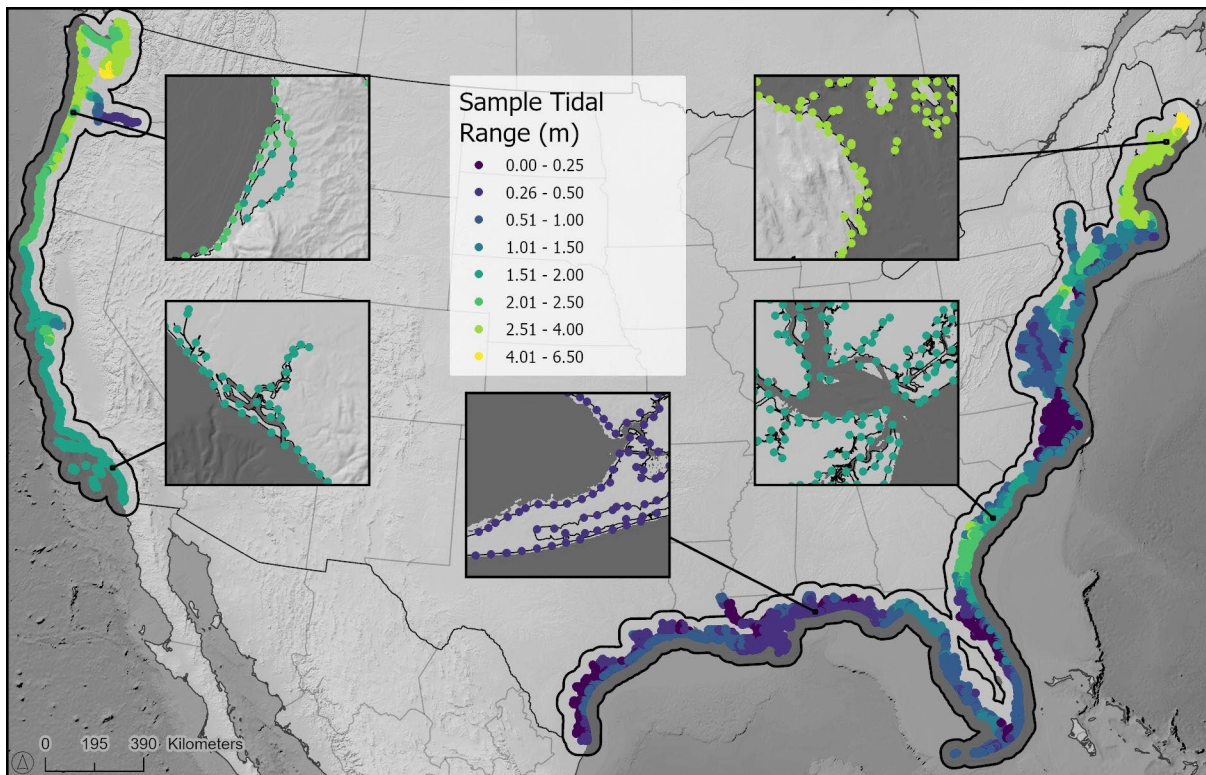 Sample Tidal
Range (m)
0.00 - 0.25
0.26 - 0.50
0.51 - 1.00
1.01 - 1.50
1.51 - 2.00
2.01 - 2.50
2.51 - 4.00
4.01 - 6.50
0 195 390 Kilometers
A